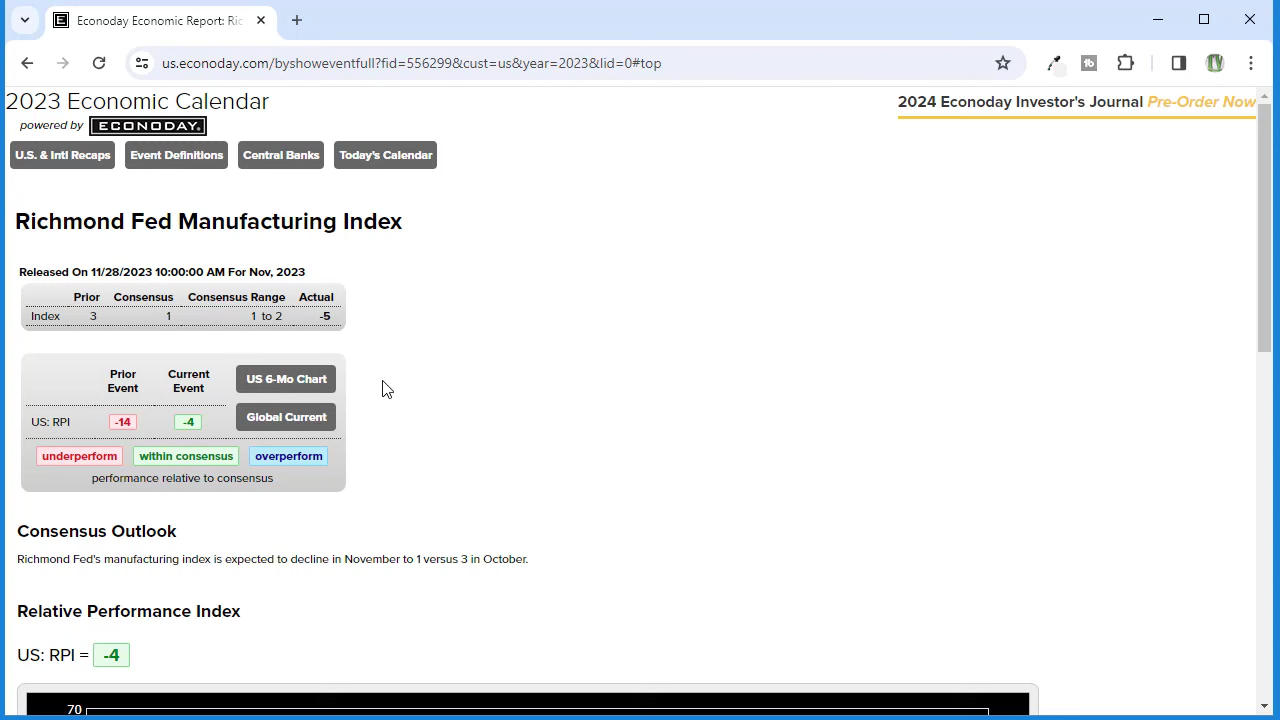 Econoday Economic Report: Ric
us.econoday.com/byshoweventfull?fid=556299&cust=us&year=2023&lid=0#top
2023 Economic Calendar
2024 Econoday Investor's Journal Pre-Order Now
powered by ECONODAY
U.S. & Intl Recaps Event Definitions Central Banks Today's Calendar
Richmond Fed Manufacturing Index
Released On 11/28/2023 10:00:00 AM For Nov, 2023
Prior Consensus Consensus Range Actual
Index 3 1 1 to 2 -5
Prior Event Current Event US 6-Mo Chart
Global Current
US: RPI -14 -4
underperform within consensus overperform
performance relative to consensus
Consensus Outlook
Richmond Fed's manufacturing index is expected to decline in November to 1 versus 3 in October.
Relative Performance Index
US: RPI = -4
70